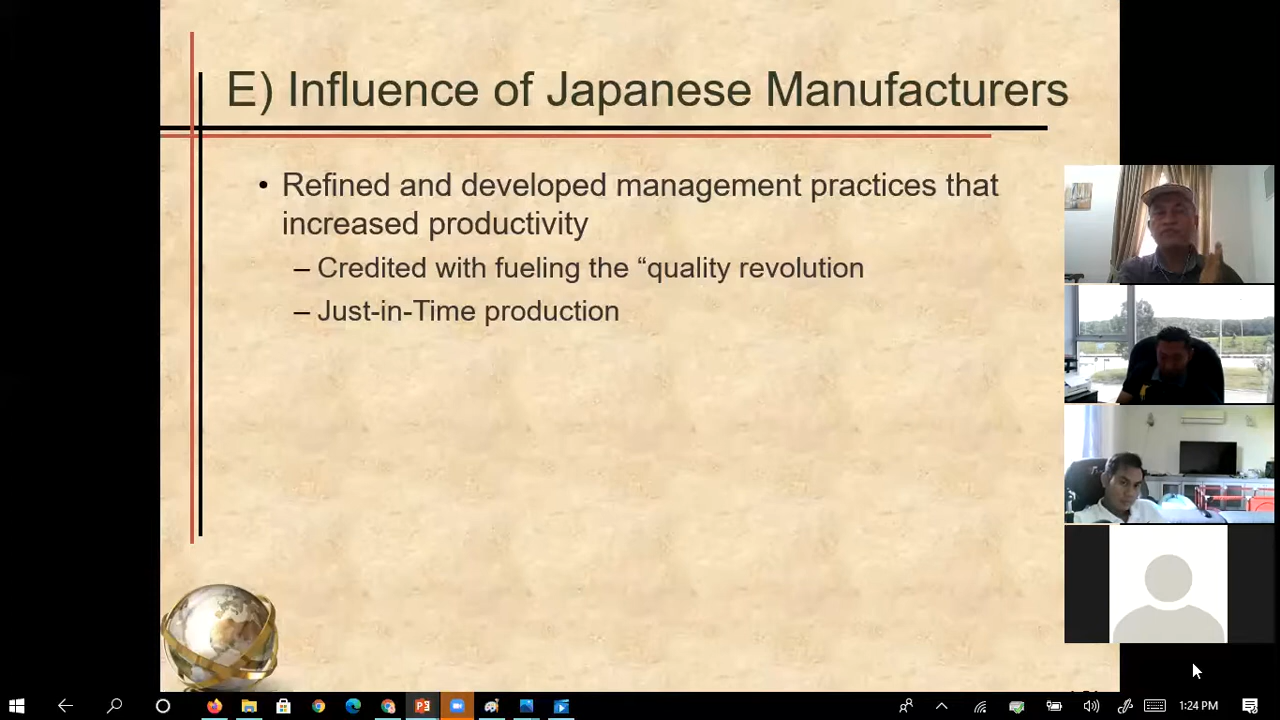 E) Influence of Japanese Manufacturers
• Refined and developed management practices that
increased productivity
– Credited with fueling the “quality revolution
– Just-in-Time production
1:24 PM